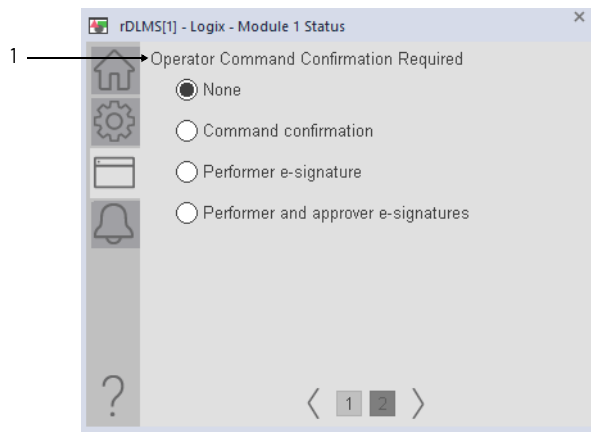 rDLMS[1] - Logix - Module 1 Status
1
Operator Command Confirmation Required
None
Command confirmation
Performer e-signature
Performer and approver e-signatures
?
1 2